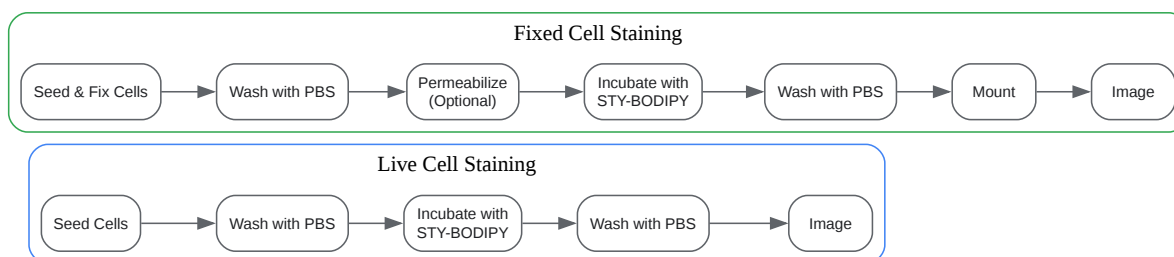 Fixed Cell Staining
Seed & Fix Cells
Wash with PBS
Permeabilize
(Optional)
Incubate with
STY-BODIPY
Wash with PBS
Mount
Image
Live Cell Staining
Seed Cells
Wash with PBS
Incubate with
STY-BODIPY
Wash with PBS
Image